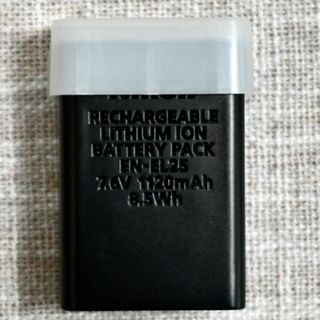 RECHARGEABLE
LITHIUM ION
BATTERY PACK
EN-EL25
7.6V 1120mAh
8.5Wh